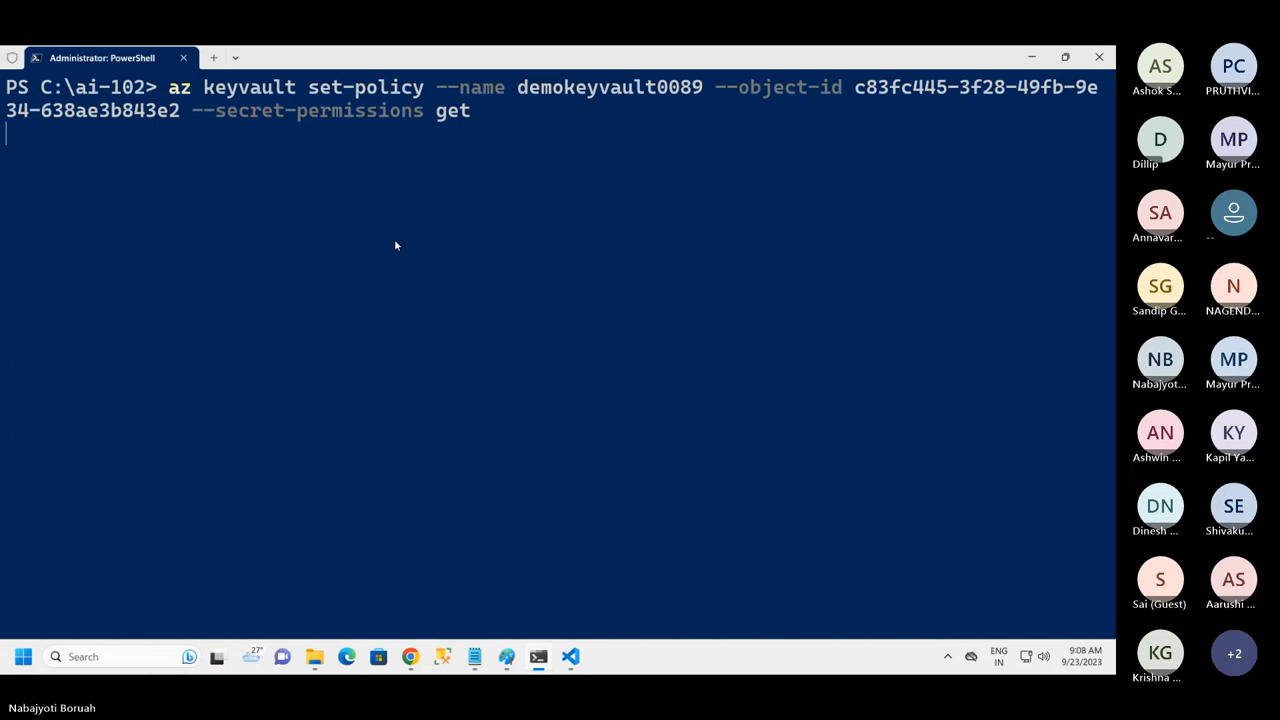 Administrator: PowerShell
PS C:\ai-102> az keyvault set-policy --name demokeyvault0089 --object-id c83fc445-3f28-49fb-9e
34-638ae3b843e2 --secret-permissions get
AS
Ashok S...
PC
PRUTHVI...
D
Dillip
MP
Mayur Pr...
SA
Annavar...
--
SG
Sandip G...
N
NAGEND...
NB
Nabajyot...
MP
Mayur Pr...
AN
Ashwin ...
KY
Kapil Ya...
DN
Dinesh ...
SE
Shivaku...
S
Sai (Guest)
AS
Aarushi ...
KG
Krishna ...
+2
Search
27°
ENG
IN
9:08 AM
9/23/2023
Nabajyoti Boruah